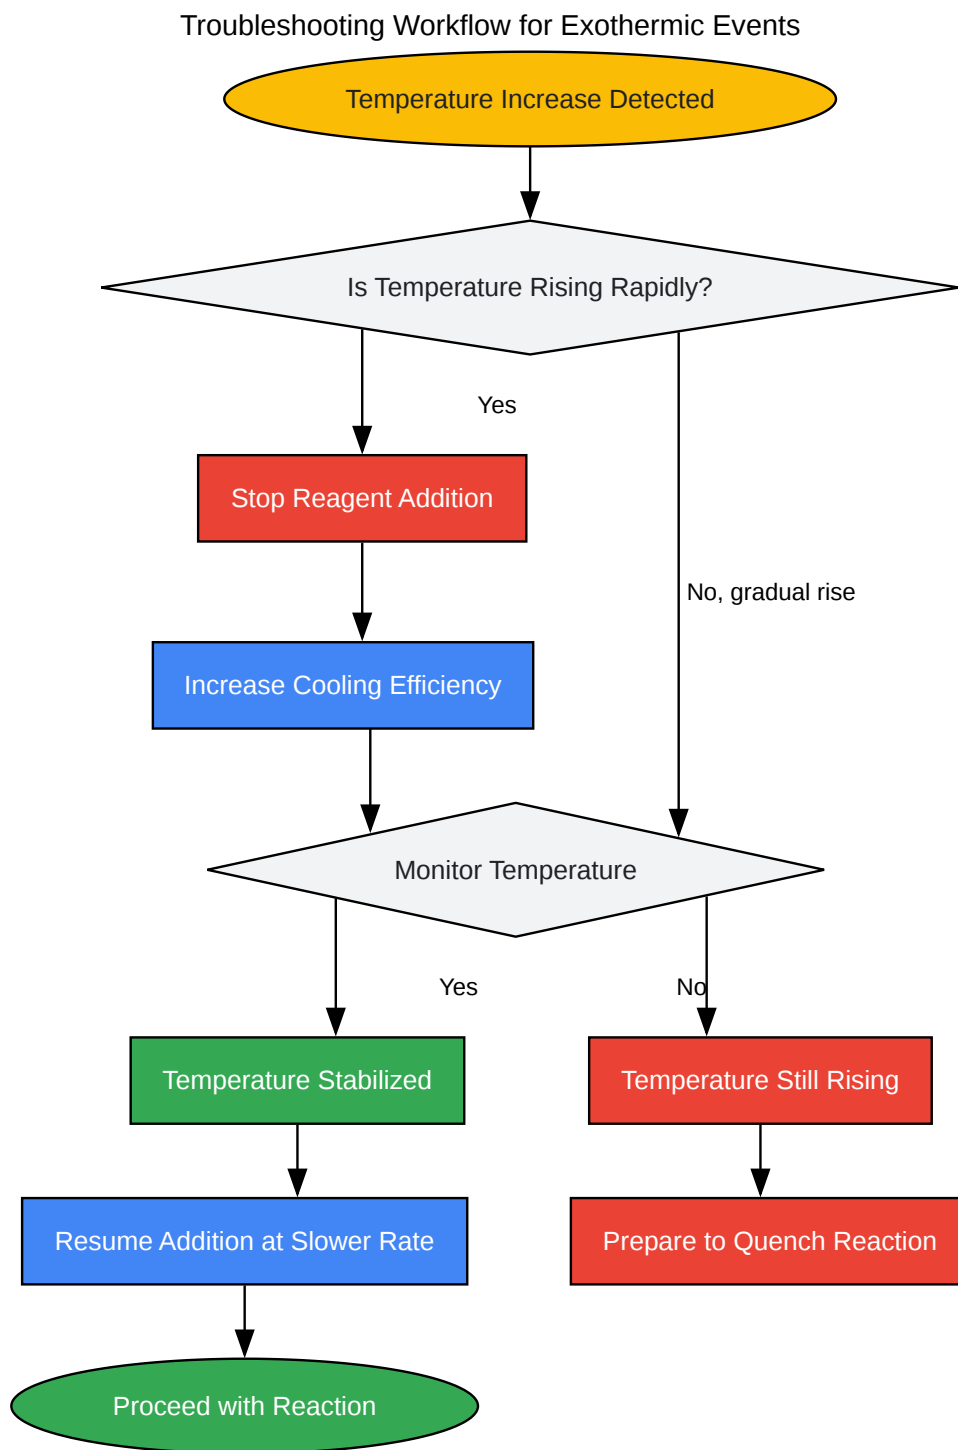 Troubleshooting Workflow for Exothermic Events
Temperature Increase Detected
Is Temperature Rising Rapidly?
Yes
Stop Reagent Addition
No, gradual rise
Increase Cooling Efficiency
Monitor Temperature
Yes
No
Temperature Stabilized
Temperature Still Rising
Resume Addition at Slower Rate
Prepare to Quench Reaction
Proceed with Reaction